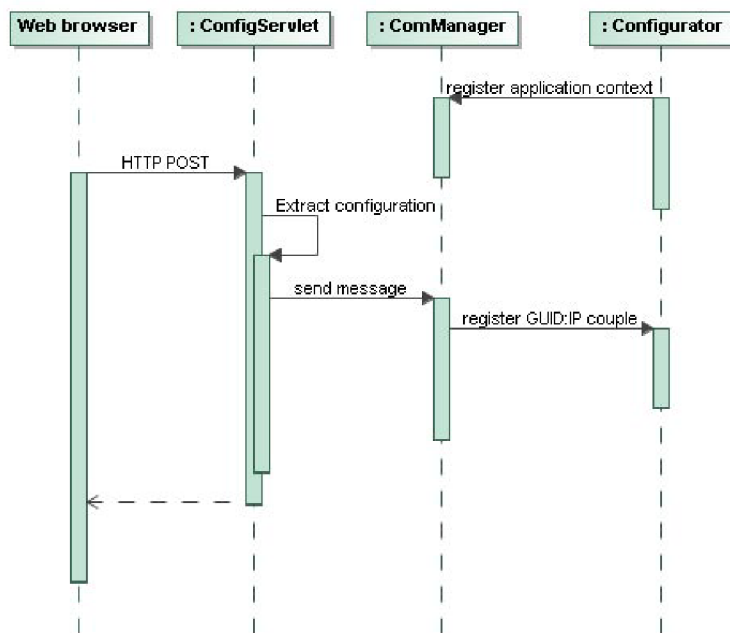 Web browser
: ConfigServlet
: ComManager
: Configurator
register application context
HTTP POST
Extract configuration
send message
register GUID:IP couple